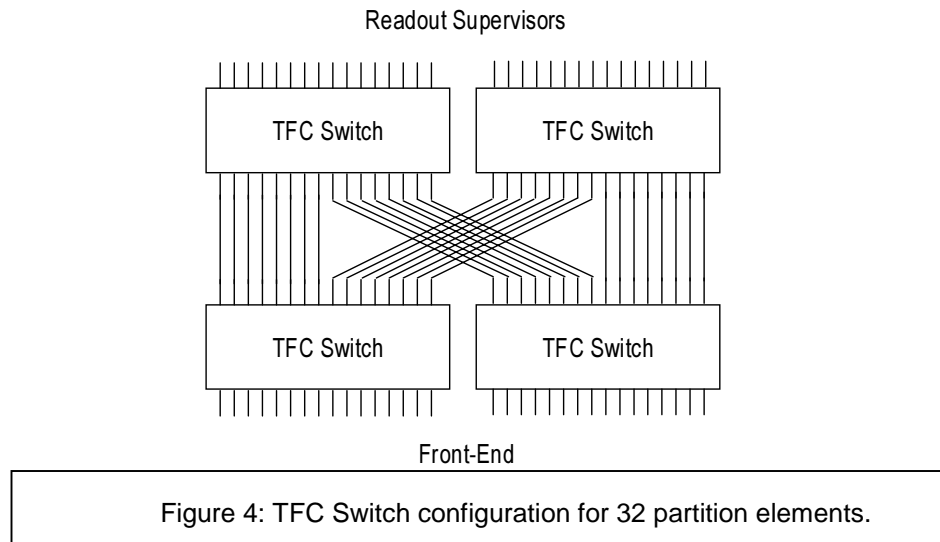 Readout Supervisors
TFC Switch TFC Switch
TFC Switch TFC Switch
Front-End
Figure 4: TFC Switch configuration for 32 partition elements.